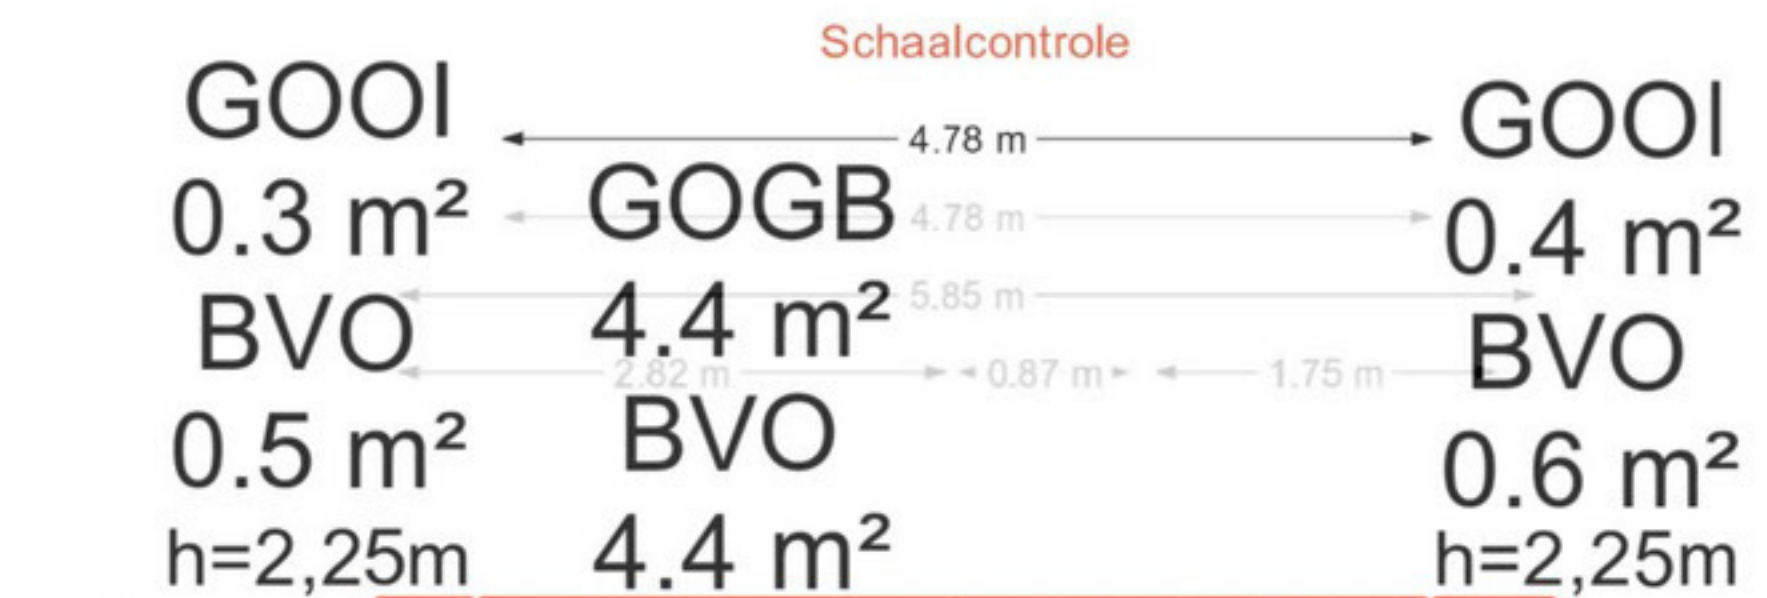 Schaalcontrole
GOOI
0.3 m²
BVO
0.5 m²
h=2,25m
GOGB
4.4 m²
BVO
4.4 m²
4.78 m
4.78 m
5.85 m
2.82 m
0.87 m
1.75 m
GOOI
0.4 m²
BVO
0.6 m²
h=2,25m